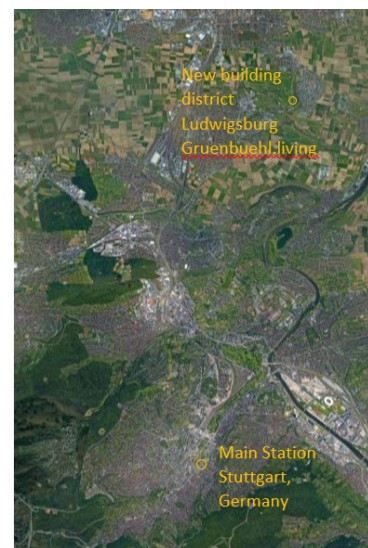 New building
district
Ludwigsburg
Gruenbuehl.living
Main Station
Stuttgart,
Germany